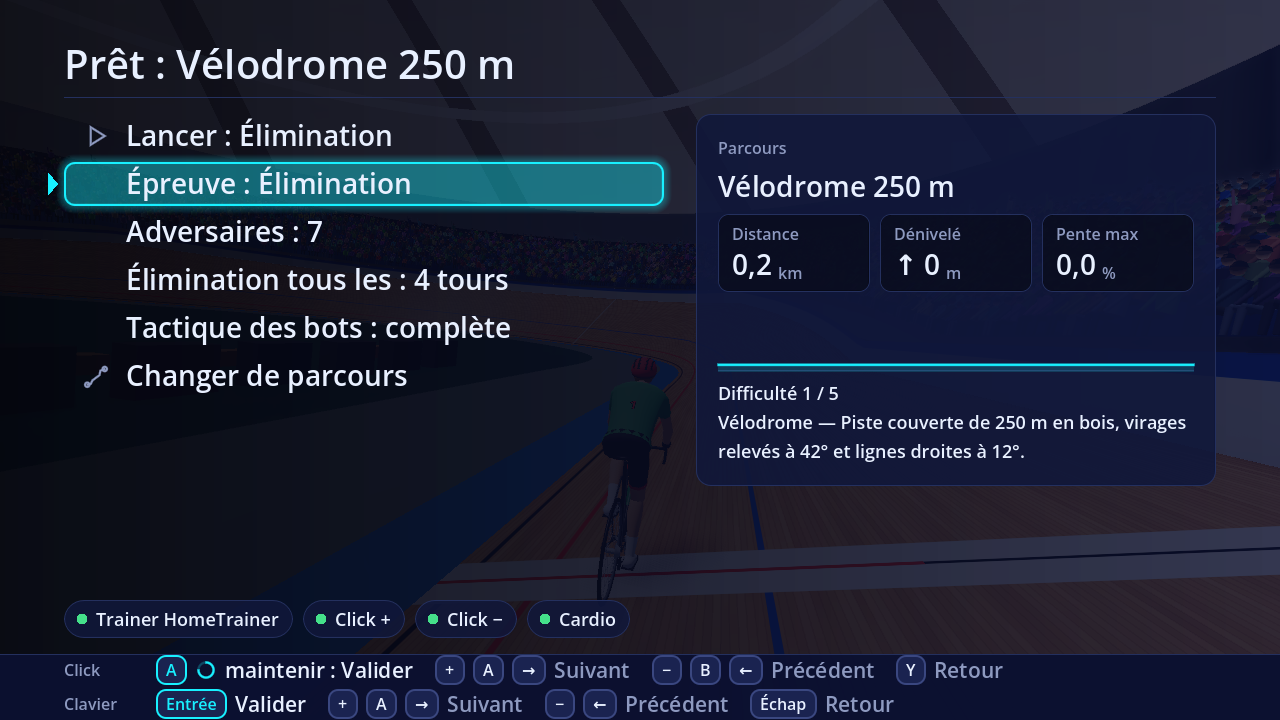 Prêt : Vélodrome 250 m
Lancer : Élimination
Épreuve : Élimination
Adversaires : 7
Élimination tous les : 4 tours
Tactique des bots : complète
Changer de parcours
Parcours
Vélodrome 250 m
Distance
0,2 km
Dénivelé
↑ 0 m
Pente max
0,0 %
Difficulté 1 / 5
Vélodrome — Piste couverte de 250 m en bois, virages
relevés à 42° et lignes droites à 12°.
Trainer HomeTrainer
Click +
Click −
Cardio
Click A maintenir : Valider + A → Suivant − B ← Précédent Y Retour
Clavier Entrée Valider + A → Suivant − ← Précédent Échap Retour